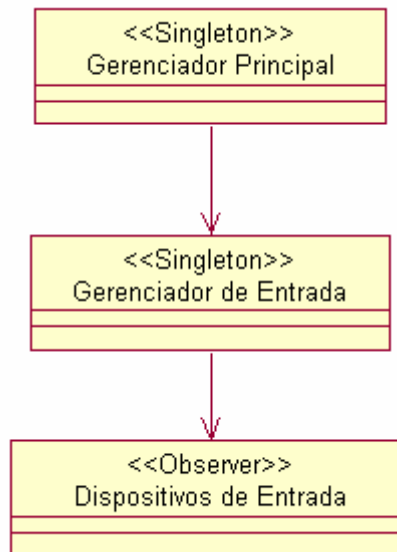 <<Singleton>>
Gerenciador Principal
<<Singleton>>
Gerenciador de Entrada
<<Observer>>
Dispositivos de Entrada